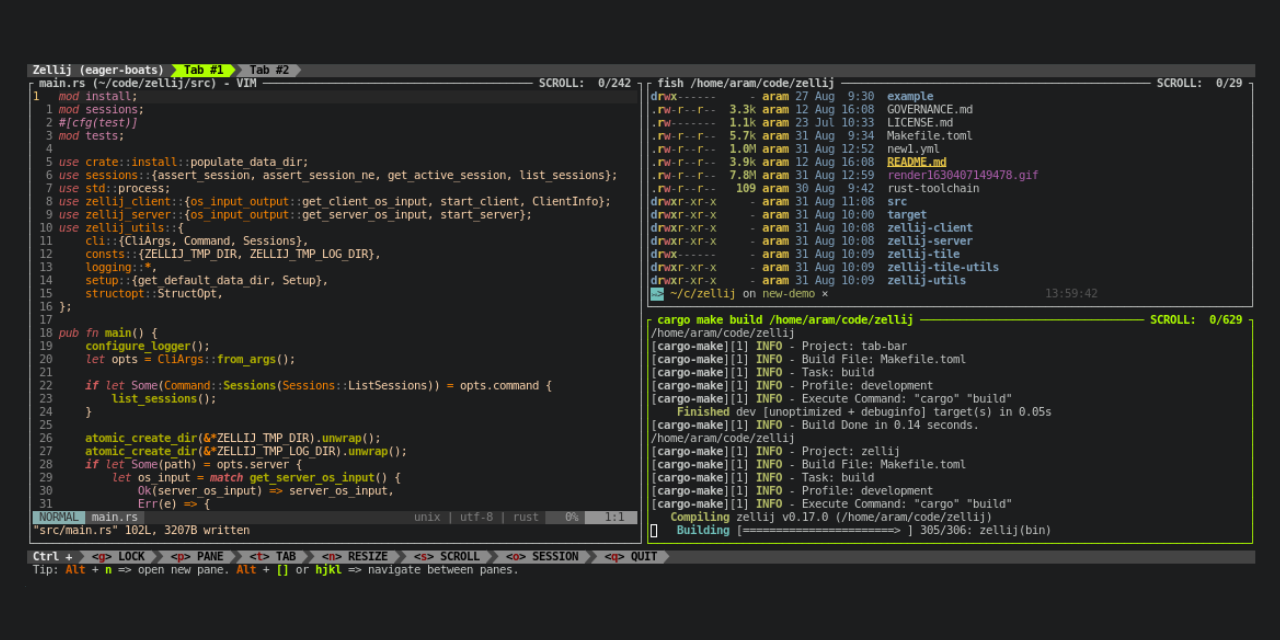 Zellij (eager-boats) Tab #1 Tab #2
main.rs (~/code/zellij/src) - VIM SCROLL: 0/242
1 mod install;
1 mod sessions;
2 #[cfg(test)]
3 mod tests;
4
5 use crate::install::populate_data_dir;
6 use sessions::{assert_session, assert_session_ne, get_active_session, list_sessions};
7 use std::process;
8 use zellij_client::{os_input_output::get_client_os_input, start_client, ClientInfo};
9 use zellij_server::{os_input_output::get_server_os_input, start_server};
10 use zellij_utils::{
11 cli::{CliArgs, Command, Sessions},
12 consts::{ZELLIJ_TMP_DIR, ZELLIJ_TMP_LOG_DIR},
13 logging::*,
14 setup::{get_default_data_dir, Setup},
15 structopt::StructOpt,
16 };
17
18 pub fn main() {
19 configure_logger();
20 let opts = CliArgs::from_args();
21
22 if let Some(Command::Sessions(Sessions::ListSessions)) = opts.command {
23 list_sessions();
24 }
25
26 atomic_create_dir(&*ZELLIJ_TMP_DIR).unwrap();
27 atomic_create_dir(&*ZELLIJ_TMP_LOG_DIR).unwrap();
28 if let Some(path) = opts.server {
29 let os_input = match get_server_os_input() {
30 Ok(server_os_input) => server_os_input,
31 Err(e) => {
NORMAL main.rs unix | utf-8 | rust 0% 1:1
"src/main.rs" 102L, 3207B written
fish /home/aram/code/zellij SCROLL: 0/29
drwx------ - aram 27 Aug 9:30 example
.rw-r--r-- 3.3k aram 12 Aug 16:08 GOVERNANCE.md
.rw------- 1.1k aram 23 Jul 10:33 LICENSE.md
.rw-r--r-- 5.7k aram 31 Aug 9:34 Makefile.toml
.rw-r--r-- 1.0M aram 31 Aug 12:52 new1.yml
.rw-r--r-- 3.9k aram 12 Aug 16:08 README.md
.rw-r--r-- 7.8M aram 31 Aug 12:59 render1630407149478.gif
.rw-r--r-- 109 aram 30 Aug 9:42 rust-toolchain
drwxr-xr-x - aram 31 Aug 11:08 src
drwxr-xr-x - aram 31 Aug 10:00 target
drwxr-xr-x - aram 31 Aug 10:08 zellij-client
drwxr-xr-x - aram 31 Aug 10:08 zellij-server
drwx------ - aram 31 Aug 10:09 zellij-tile
drwxr-xr-x - aram 31 Aug 10:09 zellij-tile-utils
drwxr-xr-x - aram 31 Aug 10:09 zellij-utils
~/c/zellij on new-demo × 13:59:42
cargo make build /home/aram/code/zellij SCROLL: 0/629
/home/aram/code/zellij
[cargo-make][1] INFO - Project: tab-bar
[cargo-make][1] INFO - Build File: Makefile.toml
[cargo-make][1] INFO - Task: build
[cargo-make][1] INFO - Profile: development
[cargo-make][1] INFO - Execute Command: "cargo" "build"
Finished dev [unoptimized + debuginfo] target(s) in 0.05s
[cargo-make][1] INFO - Build Done in 0.14 seconds.
/home/aram/code/zellij
[cargo-make][1] INFO - Project: zellij
[cargo-make][1] INFO - Build File: Makefile.toml
[cargo-make][1] INFO - Task: build
[cargo-make][1] INFO - Profile: development
[cargo-make][1] INFO - Execute Command: "cargo" "build"
Compiling zellij v0.17.0 (/home/aram/code/zellij)
Building [=======================> ] 305/306: zellij(bin)
Ctrl + <g> LOCK <p> PANE <t> TAB <n> RESIZE <s> SCROLL <o> SESSION <q> QUIT
Tip: Alt + n => open new pane. Alt + [] or hjkl => navigate between panes.